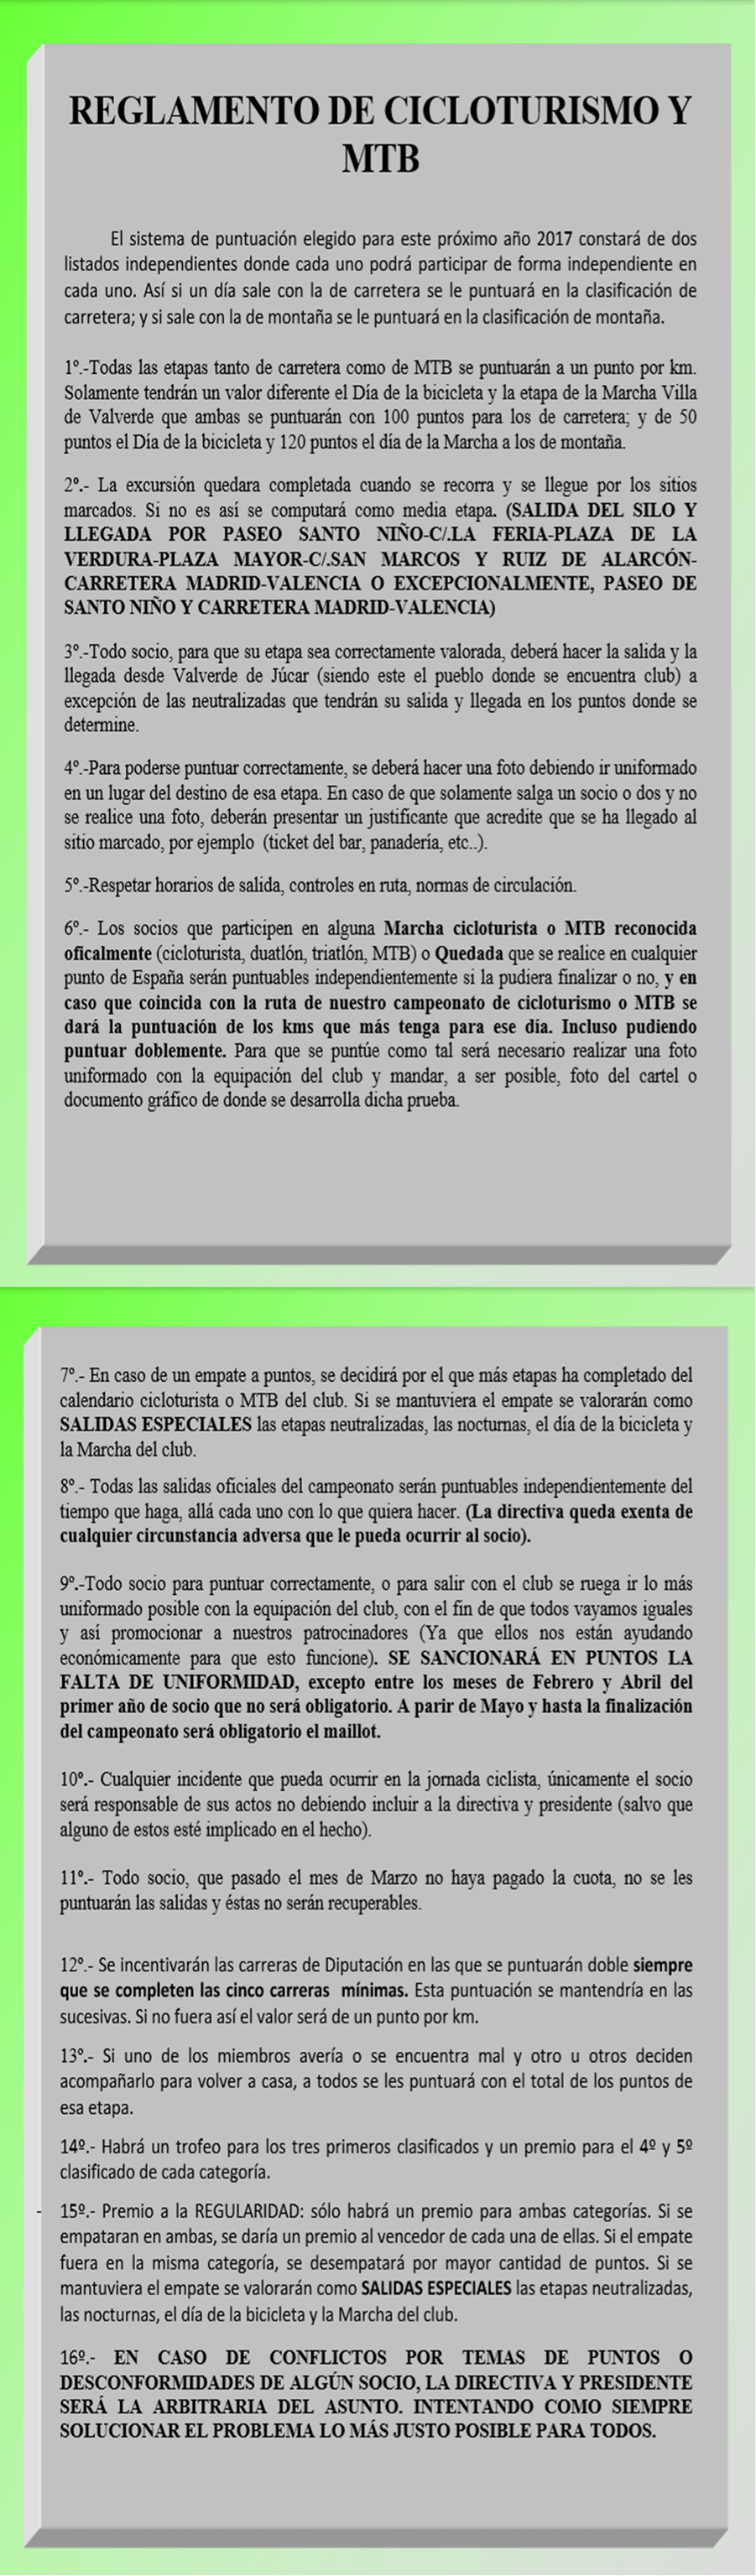 REGLAMENTO DE CICLOTURISMO Y
MTB
El sistema de puntuación elegido para este próximo año 2017 constará de dos
listados independientes donde cada uno podrá participar de forma independiente en
cada uno. Así si un día sale con la de carretera se le puntuará en la clasificación de
carretera; y si sale con la de montaña se le puntuará en la clasificación de montaña.
1º.-Todas las etapas tanto de carretera como de MTB se puntuarán a un punto por km.
Solamente tendrán un valor diferente el Día de la bicicleta y la etapa de la Marcha Villa
de Valverde que ambas se puntuarán con 100 puntos para los de carretera; y de 50
puntos el Día de la bicicleta y 120 puntos el día de la Marcha a los de montaña.
2º.- La excursión quedara completada cuando se recorra y se llegue por los sitios
marcados. Si no es así se computará como media etapa. (SALIDA DEL SILO Y
LLEGADA POR PASEO SANTO NIÑO-C/.LA FERIA-PLAZA DE LA
VERDURA-PLAZA MAYOR-C/.SAN MARCOS Y RUIZ DE ALARCÓN-
CARRETERA MADRID-VALENCIA O EXCEPCIONALMENTE, PASEO DE
SANTO NIÑO Y CARRETERA MADRID-VALENCIA)
3º.-Todo socio, para que su etapa sea correctamente valorada, deberá hacer la salida y la
llegada desde Valverde de Júcar (siendo este el pueblo donde se encuentra club) a
excepción de las neutralizadas que tendrán su salida y llegada en los puntos donde se
determine.
4º.-Para poderse puntuar correctamente, se deberá hacer una foto debiendo ir uniformado
en un lugar del destino de esa etapa. En caso de que solamente salga un socio o dos y no
se realice una foto, deberán presentar un justificante que acredite que se ha llegado al
sitio marcado, por ejemplo (ticket del bar, panadería, etc..).
5º.-Respetar horarios de salida, controles en ruta, normas de circulación.
6º.- Los socios que participen en alguna Marcha cicloturista o MTB reconocida
oficalmente (cicloturista, duatlón, triatlón, MTB) o Quedada que se realice en cualquier
punto de España serán puntuables independientemente si la pudiera finalizar o no, y en
caso que coincida con la ruta de nuestro campeonato de cicloturismo o MTB se
dará la puntuación de los kms que más tenga para ese día. Incluso pudiendo
puntuar doblemente. Para que se puntúe como tal será necesario realizar una foto
uniformado con la equipación del club y mandar, a ser posible, foto del cartel o
documento gráfico de donde se desarrolla dicha prueba.
7º.- En caso de un empate a puntos, se decidirá por el que más etapas ha completado del
calendario cicloturista o MTB del club. Si se mantuviera el empate se valorarán como
SALIDAS ESPECIALES las etapas neutralizadas, las nocturnas, el día de la bicicleta y
la Marcha del club.
8º.- Todas las salidas oficiales del campeonato serán puntuables independientemente del
tiempo que haga, allá cada uno con lo que quiera hacer. (La directiva queda exenta de
cualquier circunstancia adversa que le pueda ocurrir al socio).
9º.-Todo socio para puntuar correctamente, o para salir con el club se ruega ir lo más
uniformado posible con la equipación del club, con el fin de que todos vayamos iguales
y así promocionar a nuestros patrocinadores (Ya que ellos nos están ayudando
económicamente para que esto funcione). SE SANCIONARÁ EN PUNTOS LA
FALTA DE UNIFORMIDAD, excepto entre los meses de Febrero y Abril del
primer año de socio que no será obligatorio. A parir de Mayo y hasta la finalización
del campeonato será obligatorio el maillot.
10º.- Cualquier incidente que pueda ocurrir en la jornada ciclista, únicamente el socio
será responsable de sus actos no debiendo incluir a la directiva y presidente (salvo que
alguno de estos esté implicado en el hecho).
11º.- Todo socio, que pasado el mes de Marzo no haya pagado la cuota, no se les
puntuarán las salidas y éstas no serán recuperables.
12º.- Se incentivarán las carreras de Diputación en las que se puntuarán doble siempre
que se completen las cinco carreras mínimas. Esta puntuación se mantendría en las
sucesivas. Si no fuera así el valor será de un punto por km.
13º.- Si uno de los miembros avería o se encuentra mal y otro u otros deciden
acompañarlo para volver a casa, a todos se les puntuará con el total de los puntos de
esa etapa.
14º.- Habrá un trofeo para los tres primeros clasificados y un premio para el 4º y 5º
clasificado de cada categoría.
- 15º.- Premio a la REGULARIDAD: sólo habrá un premio para ambas categorías. Si se
empataran en ambas, se daría un premio al vencedor de cada una de ellas. Si el empate
fuera en la misma categoría, se desempatará por mayor cantidad de puntos. Si se
mantuviera el empate se valorarán como SALIDAS ESPECIALES las etapas neutralizadas,
las nocturnas, el día de la bicicleta y la Marcha del club.
16º.- EN CASO DE CONFLICTOS POR TEMAS DE PUNTOS O
DESCONFORMIDADES DE ALGÚN SOCIO, LA DIRECTIVA Y PRESIDENTE
SERÁ LA ARBITRARIA DEL ASUNTO. INTENTANDO COMO SIEMPRE
SOLUCIONAR EL PROBLEMA LO MÁS JUSTO POSIBLE PARA TODOS.